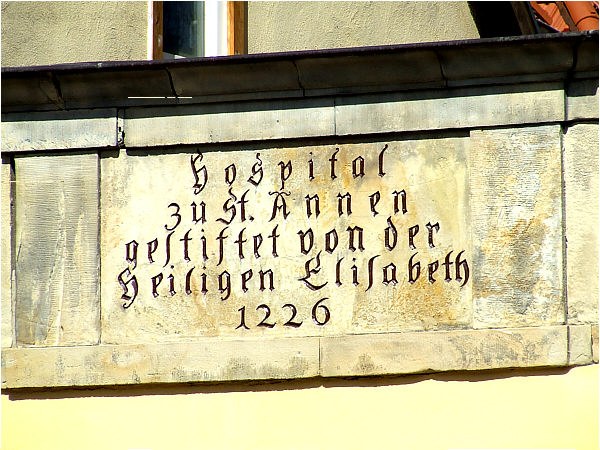 Hospital
zu St. Annen
gestiftet von der
Heiligen Elisabeth
1226